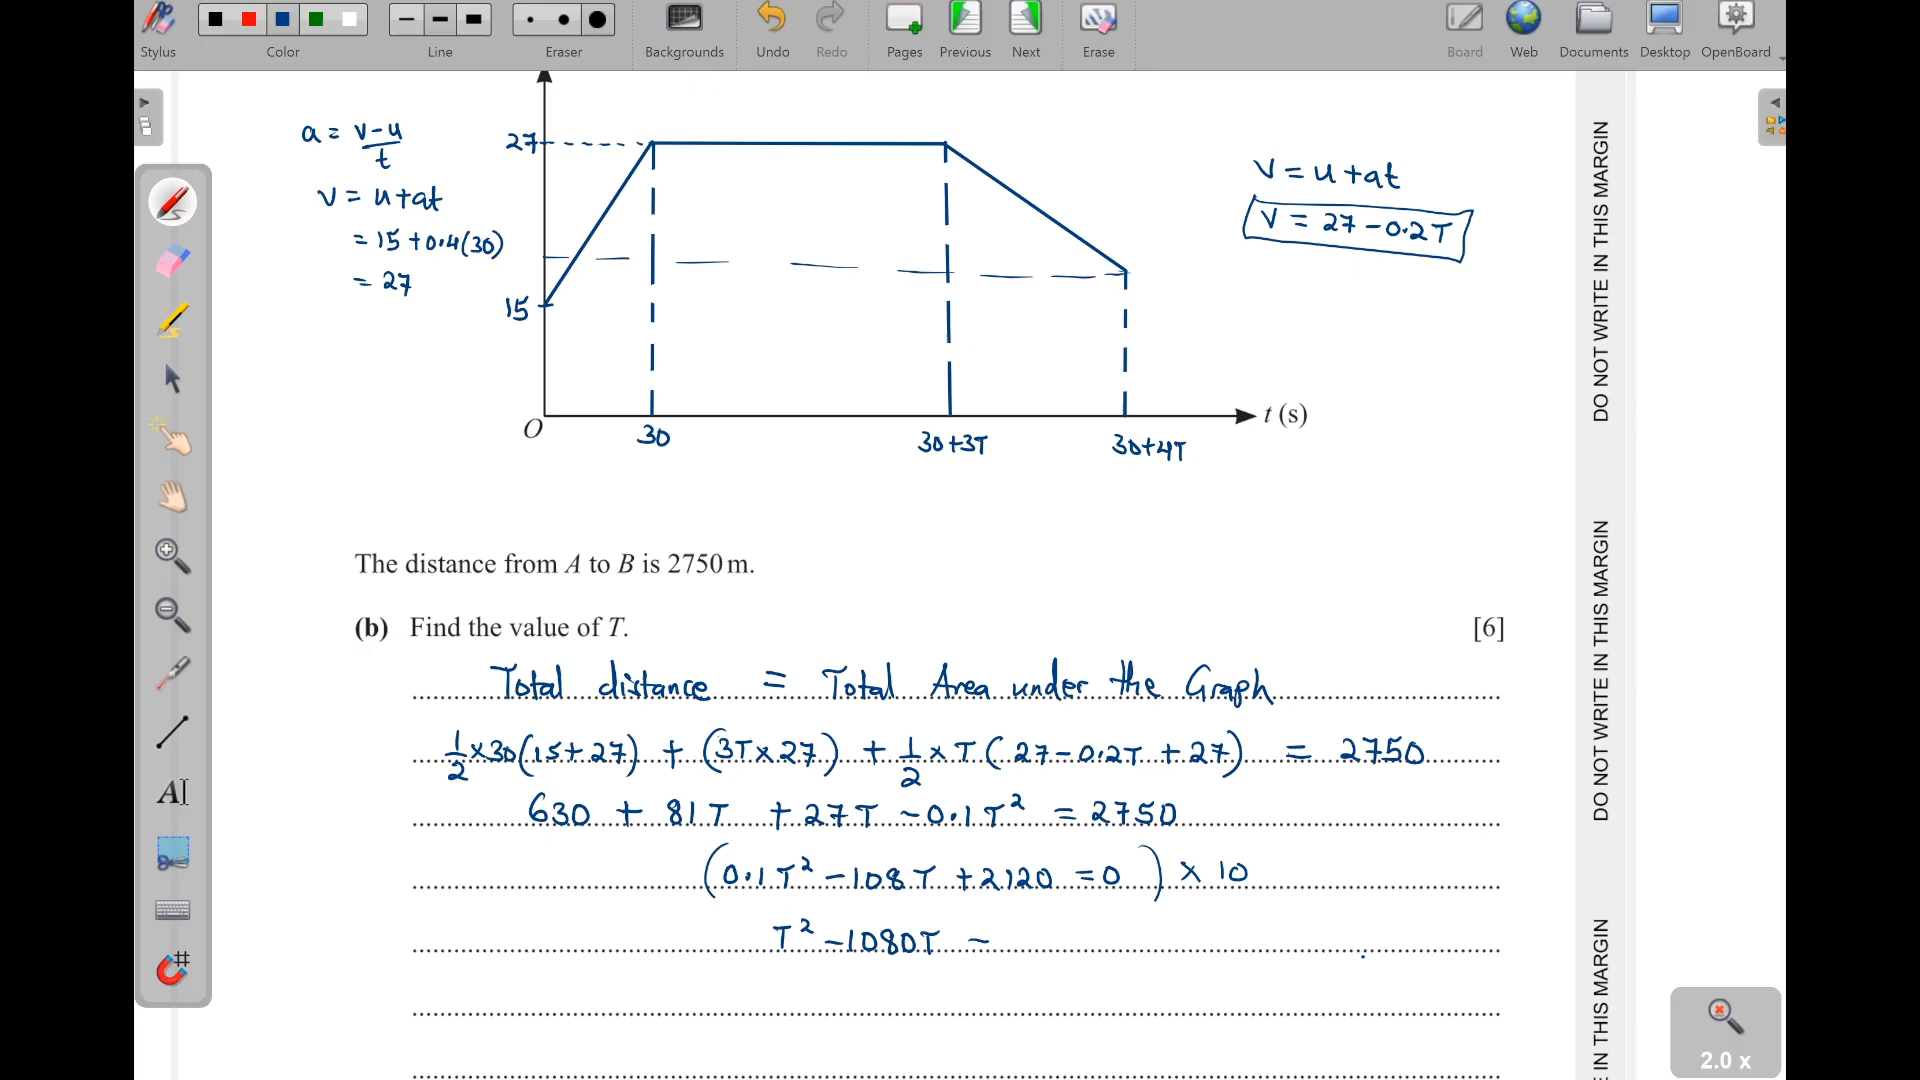 Stylus Color Line Eraser Backgrounds Undo Redo Pages Previous Next Erase Board Web Documents Desktop OpenBoard
a = v-u/t
v = u+at
= 15+0.4(30)
= 27
27
15
O
30
30+3T
30+4T
t (s)
V = u+at
V = 27-0.2T
The distance from A to B is 2750 m.
(b) Find the value of T. [6]
Total distance = Total Area under the Graph
1/2 × 30(15+27) + (3T×27) + 1/2 × T(27-0.2T+27) = 2750
630 + 81T + 27T - 0.1T² = 2750
(0.1T² - 108T + 2120 = 0) × 10
T² - 1080T -
DO NOT WRITE IN THIS MARGIN
DO NOT WRITE IN THIS MARGIN
E IN THIS MARGIN
2.0 x